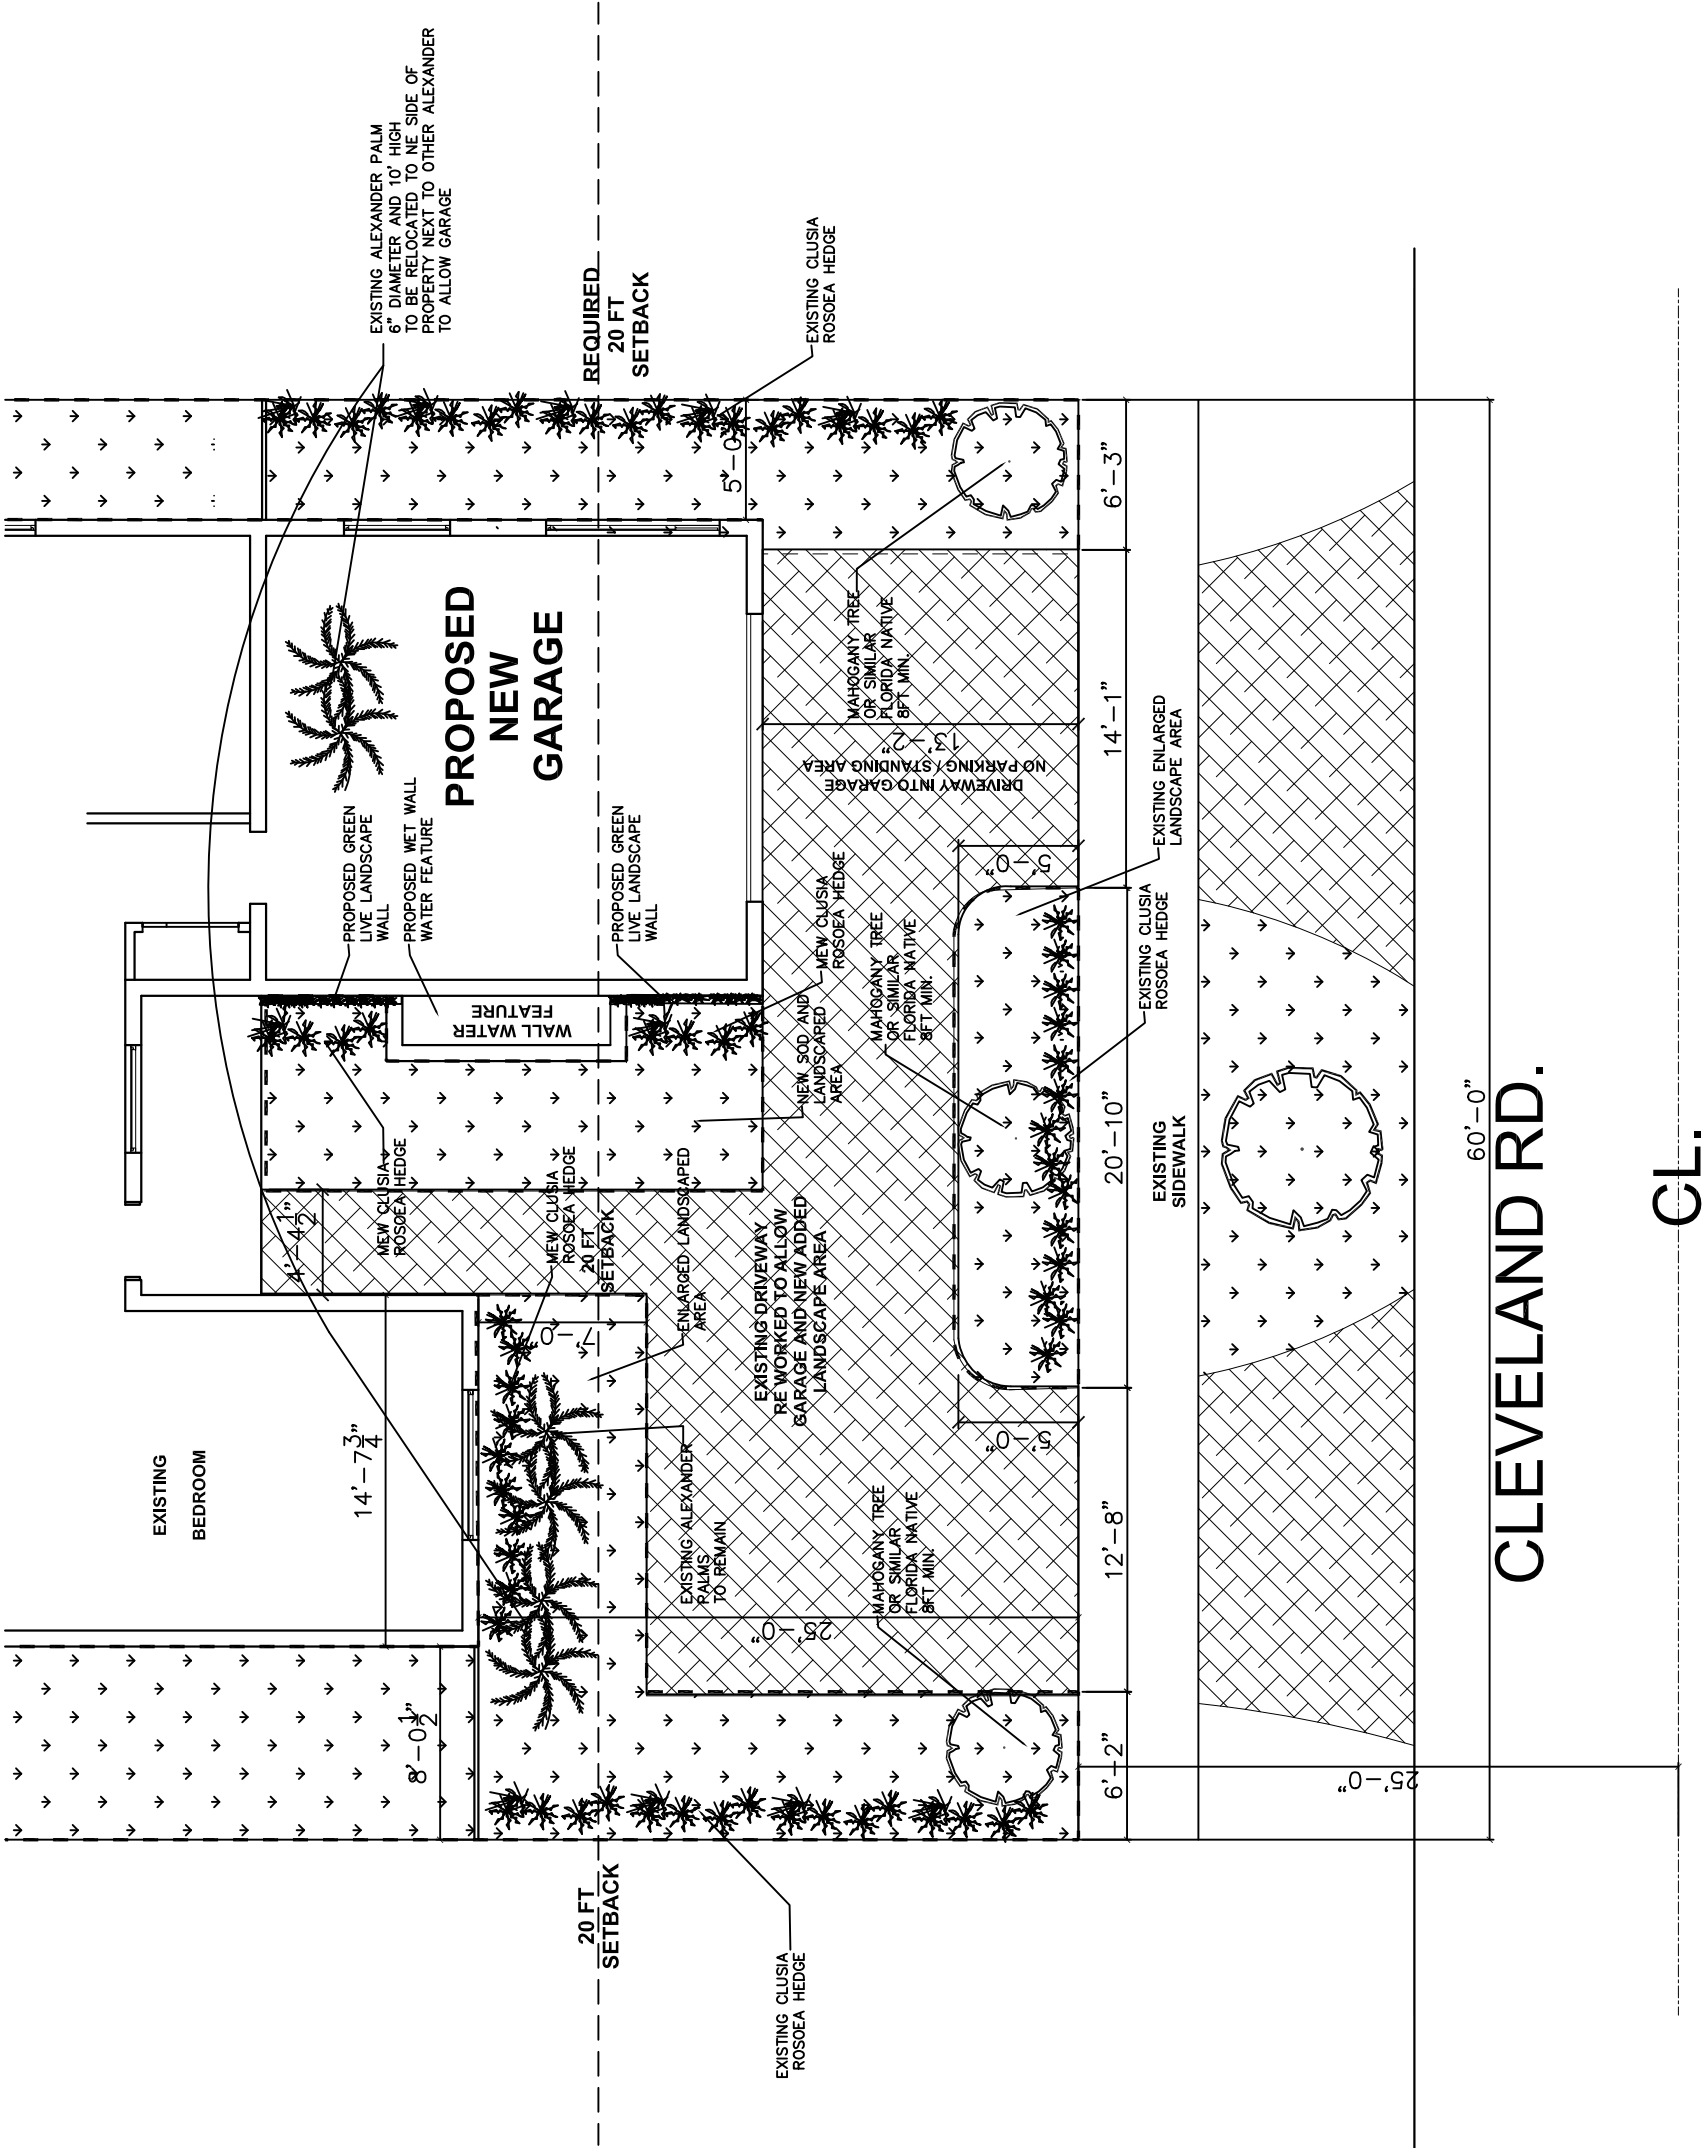 EXISTING ALEXANDER PALM
6" DIAMETER AND 10' HIGH
TO BE RELOCATED TO NE SIDE OF
PROPERTY NEXT TO OTHER ALEXANDER
TO ALLOW GARAGE
REQUIRED
20 FT
SETBACK
EXISTING CLUSIA
ROSOEA HEDGE
5'-0
PROPOSED
NEW
GARAGE
PROPOSED GREEN
LIVE LANDSCAPE
WALL
PROPOSED WET WALL
WATER FEATURE
PROPOSED GREEN
LIVE LANDSCAPE
WALL
WALL WATER
FEATURE
MEW CLUSIA
ROSOEA HEDGE
NEW SOD AND
LANDSCAPED
AREA
MEW CLUSIA
ROSOEA HEDGE
4'-4 1/2"
MEW CLUSIA
ROSOEA HEDGE
20 FT
SETBACK
ENLARGED LANDSCAPED
AREA
7'-0
EXISTING
BEDROOM
14'-7 3/4"
8'-0 1/2"
EXISTING ALEXANDER
PALMS
TO REMAIN
25'-0"
EXISTING DRIVEWAY
RE WORKED TO ALLOW
GARAGE AND NEW ADDED
LANDSCAPE AREA
MAHOGANY TREE
OR SIMILAR
FLORIDA NATIVE
8FT MIN.
13'-2"
DRIVEWAY INTO GARAGE
NO PARKING / STANDING AREA
MAHOGANY TREE
OR SIMILAR
FLORIDA NATIVE
8FT MIN.
MAHOGANY TREE
OR SIMILAR
FLORIDA NATIVE
8FT MIN.
5'-0"
5'-0"
20 FT
SETBACK
EXISTING CLUSIA
ROSOEA HEDGE
6'-2"
12'-8"
20'-10"
14'-1"
6'-3"
EXISTING CLUSIA
ROSOEA HEDGE
EXISTING ENLARGED
LANDSCAPE AREA
EXISTING
SIDEWALK
25'-0"
60'-0"
CLEVELAND RD.
CL.